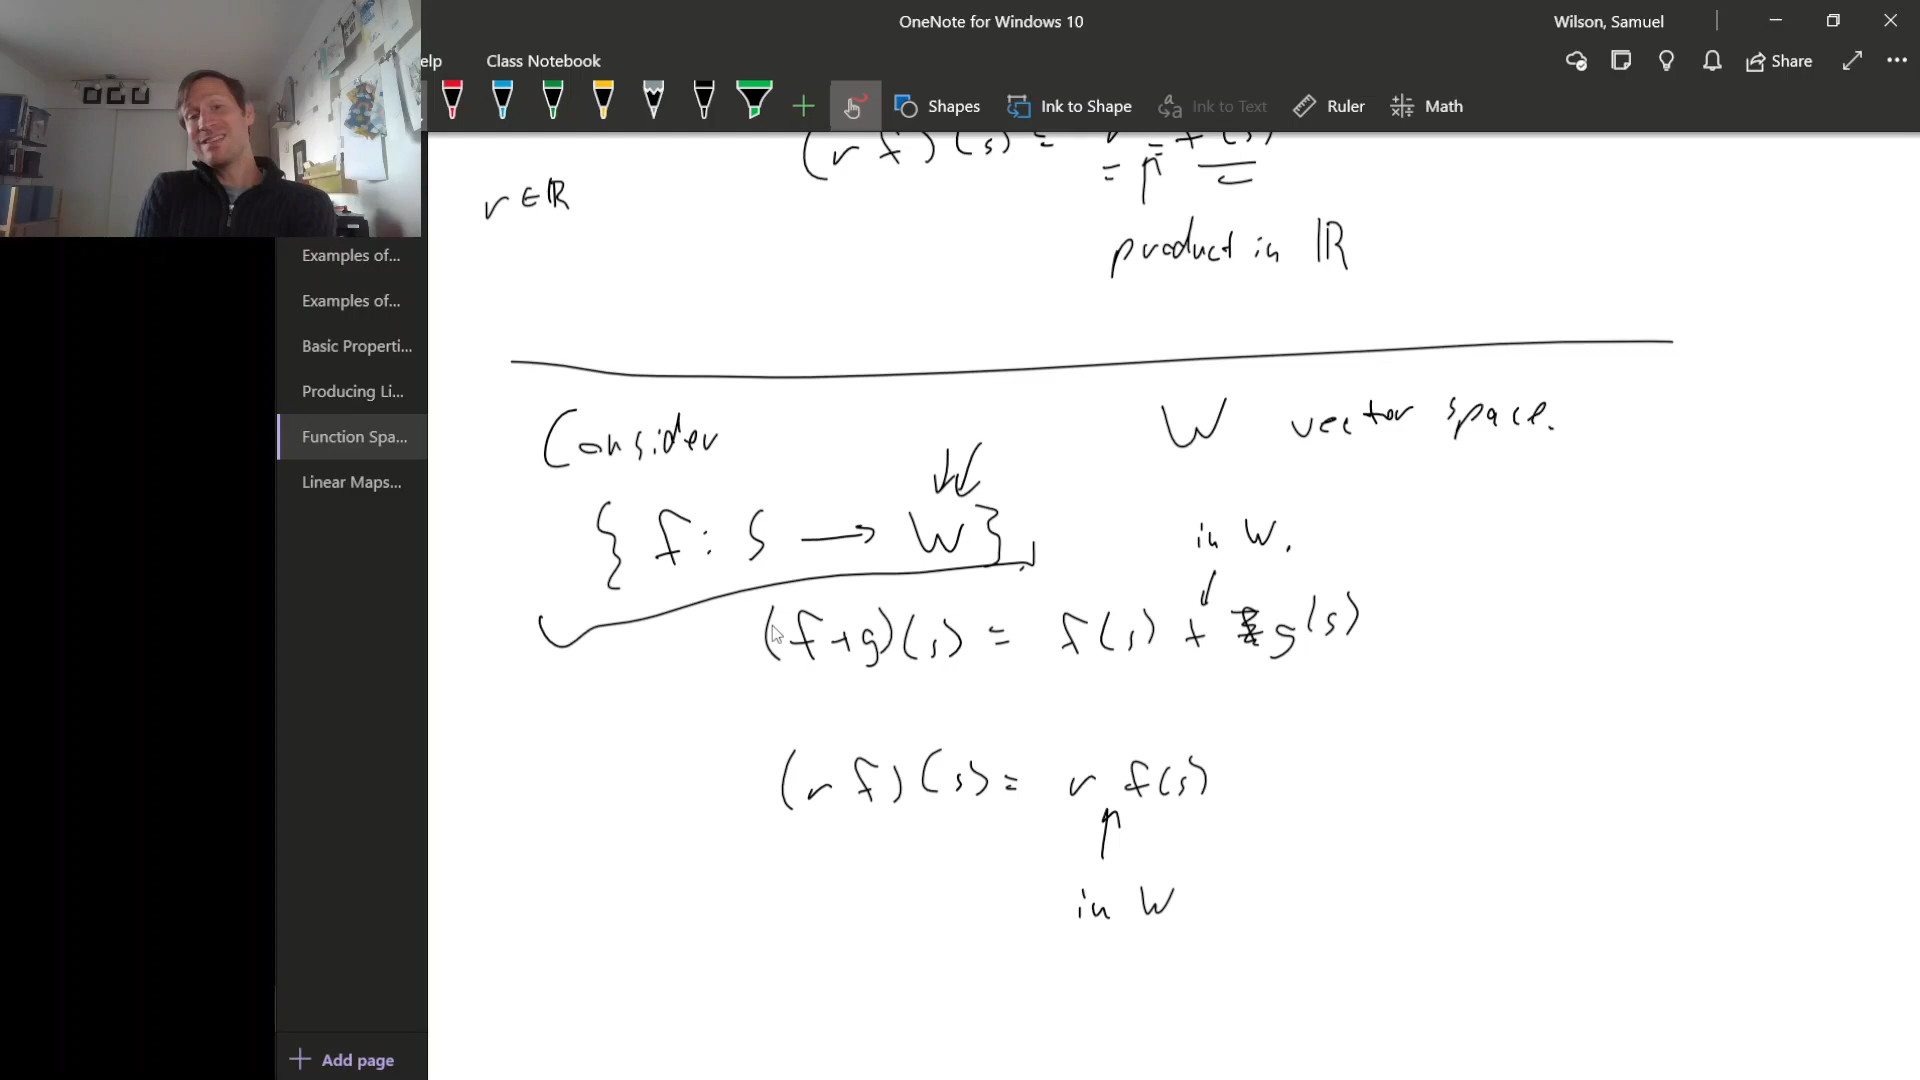 OneNote for Windows 10
Wilson, Samuel
elp
Class Notebook
Share
Shapes
Ink to Shape
Ink to Text
Ruler
Math
Examples of...
Examples of...
Basic Properti...
Producing Li...
Function Spa...
Linear Maps...
Add page
(r f)(s) = r f(s)
r ∈ ℝ
product in ℝ
Consider
W vector space.
{ f : S → W }
in W.
(f+g)(s) = f(s) + g(s)
(r f)(s) = r f(s)
in W